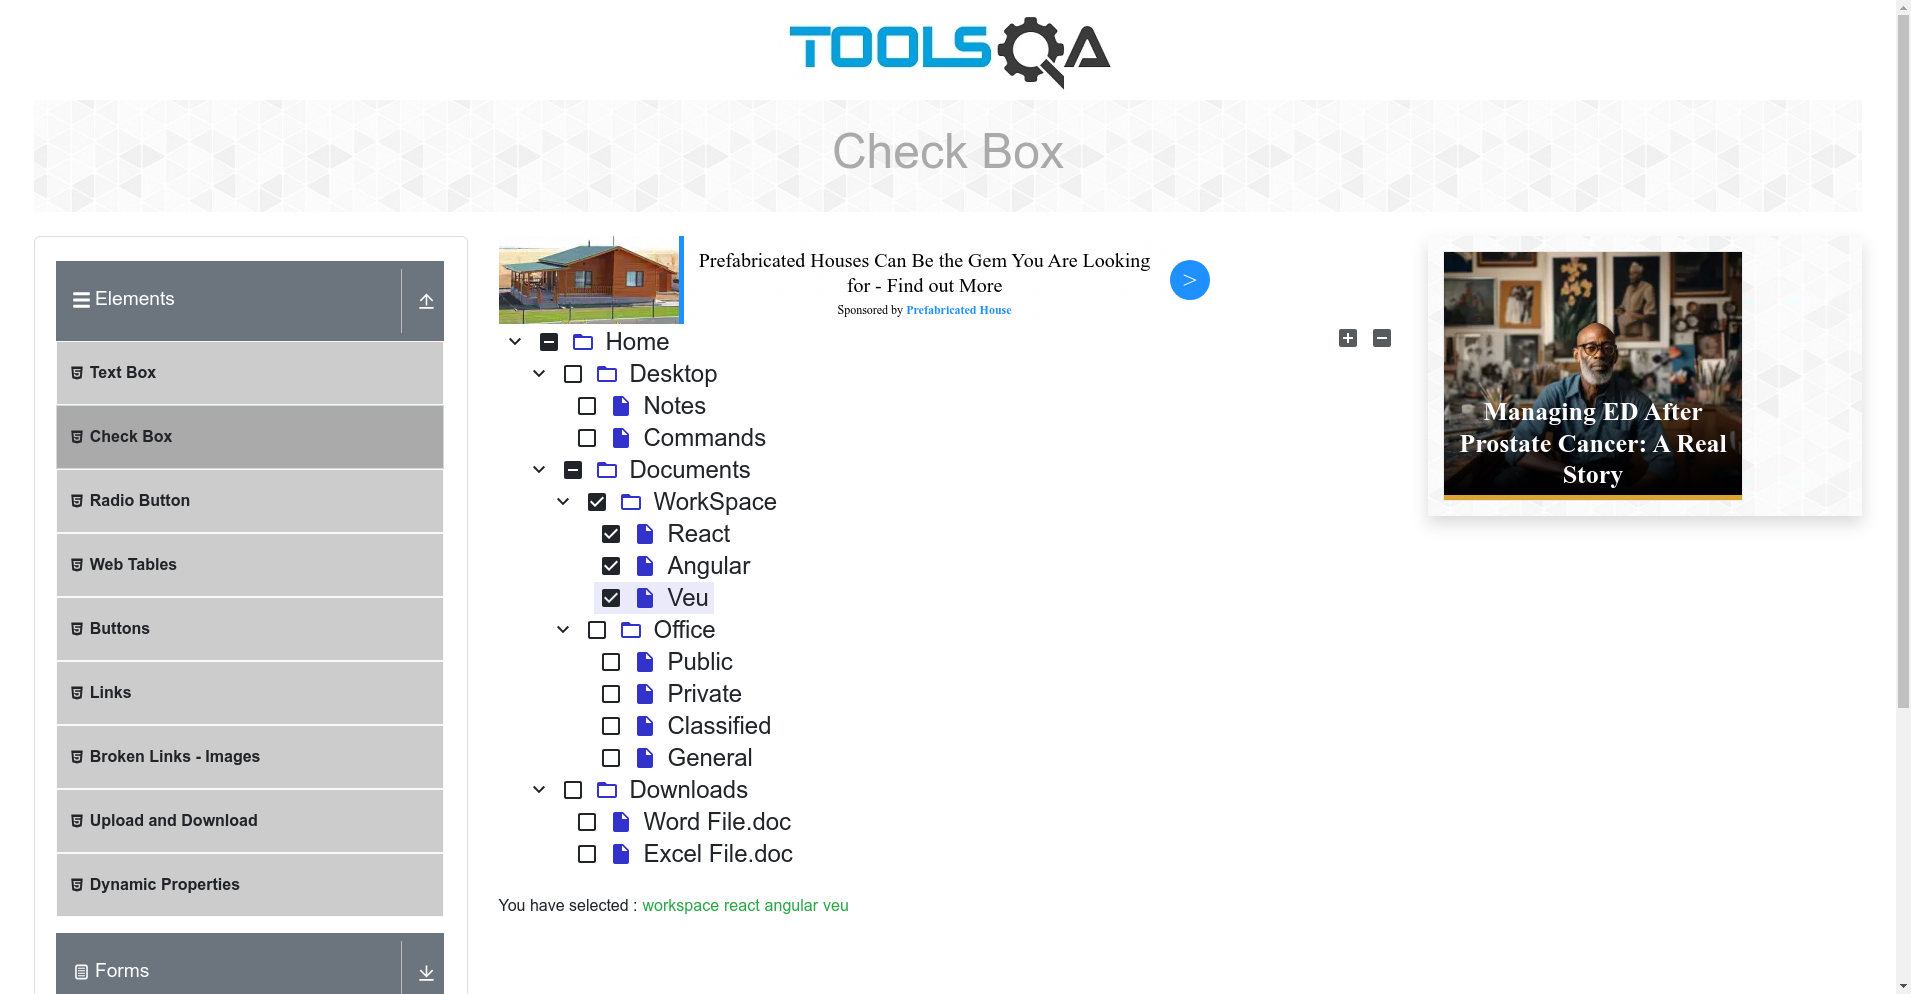 TOOLSQA
Check Box
Elements
Text Box
Check Box
Radio Button
Web Tables
Buttons
Links
Broken Links - Images
Upload and Download
Dynamic Properties
Forms
Prefabricated Houses Can Be the Gem You Are Looking
for - Find out More
Sponsored by Prefabricated House
>
Home
Desktop
Notes
Commands
Documents
WorkSpace
React
Angular
Veu
Office
Public
Private
Classified
General
Downloads
Word File.doc
Excel File.doc
You have selected : workspace react angular veu
Managing ED After
Prostate Cancer: A Real
Story